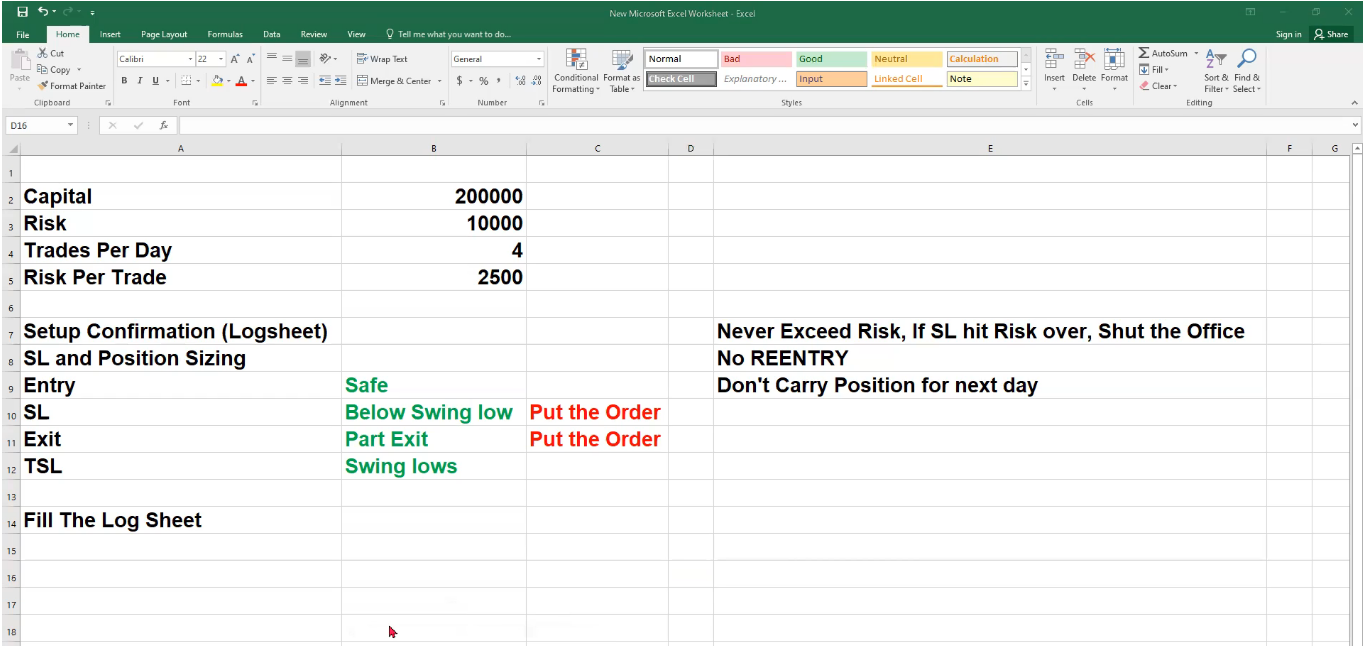 New Microsoft Excel Worksheet - Excel
File Home Insert Page Layout Formulas Data Review View Tell me what you want to do... Sign in Share
Paste Cut Copy Format Painter Clipboard
Calibri 22 B I U A Font
Wrap Text Merge & Center Alignment
General $ % Number
Conditional Formatting Format as Table
Normal Bad Good Neutral Calculation
Check Cell Explanatory ... Input Linked Cell Note
Styles
Insert Delete Format Cells
AutoSum Fill Clear Sort & Filter Find & Select Editing
D16 fx
A B C D E F G
1
2 Capital 200000
3 Risk 10000
4 Trades Per Day 4
5 Risk Per Trade 2500
6
7 Setup Confirmation (Logsheet) Never Exceed Risk, If SL hit Risk over, Shut the Office
8 SL and Position Sizing No REENTRY
9 Entry Safe Don't Carry Position for next day
10 SL Below Swing low Put the Order
11 Exit Part Exit Put the Order
12 TSL Swing lows
13
14 Fill The Log Sheet
15
16
17
18